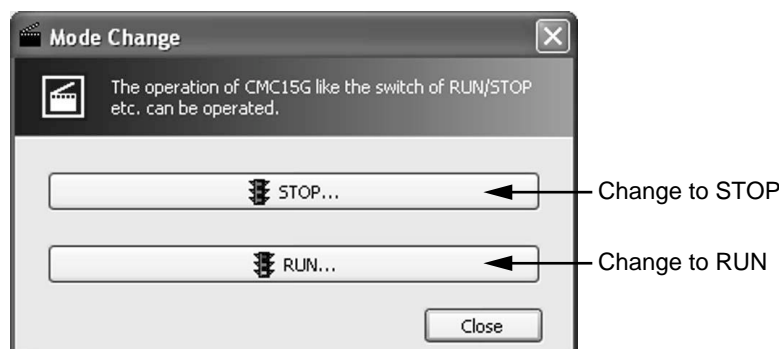 Mode Change
The operation of CMC15G like the switch of RUN/STOP
etc. can be operated.
STOP...
Change to STOP
RUN...
Change to RUN
Close